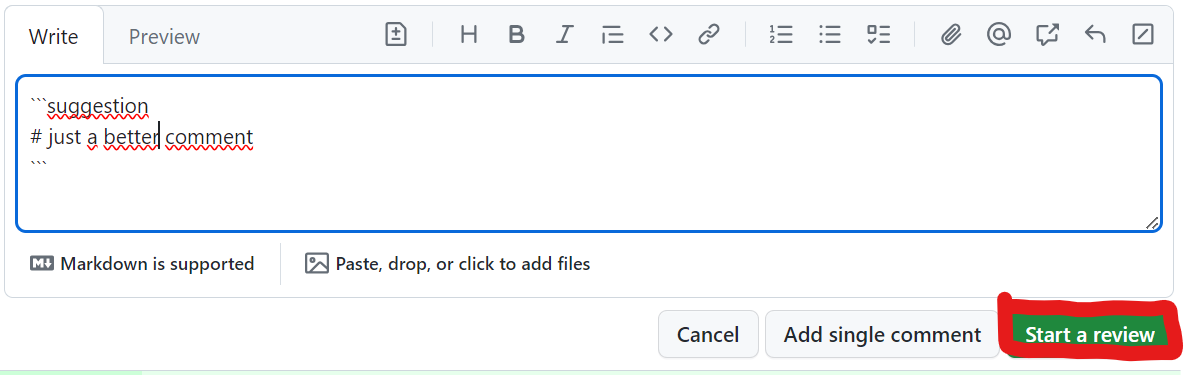 Write Preview H B I
```suggestion
# just a better comment
```
Markdown is supported Paste, drop, or click to add files
Cancel Add single comment Start a review